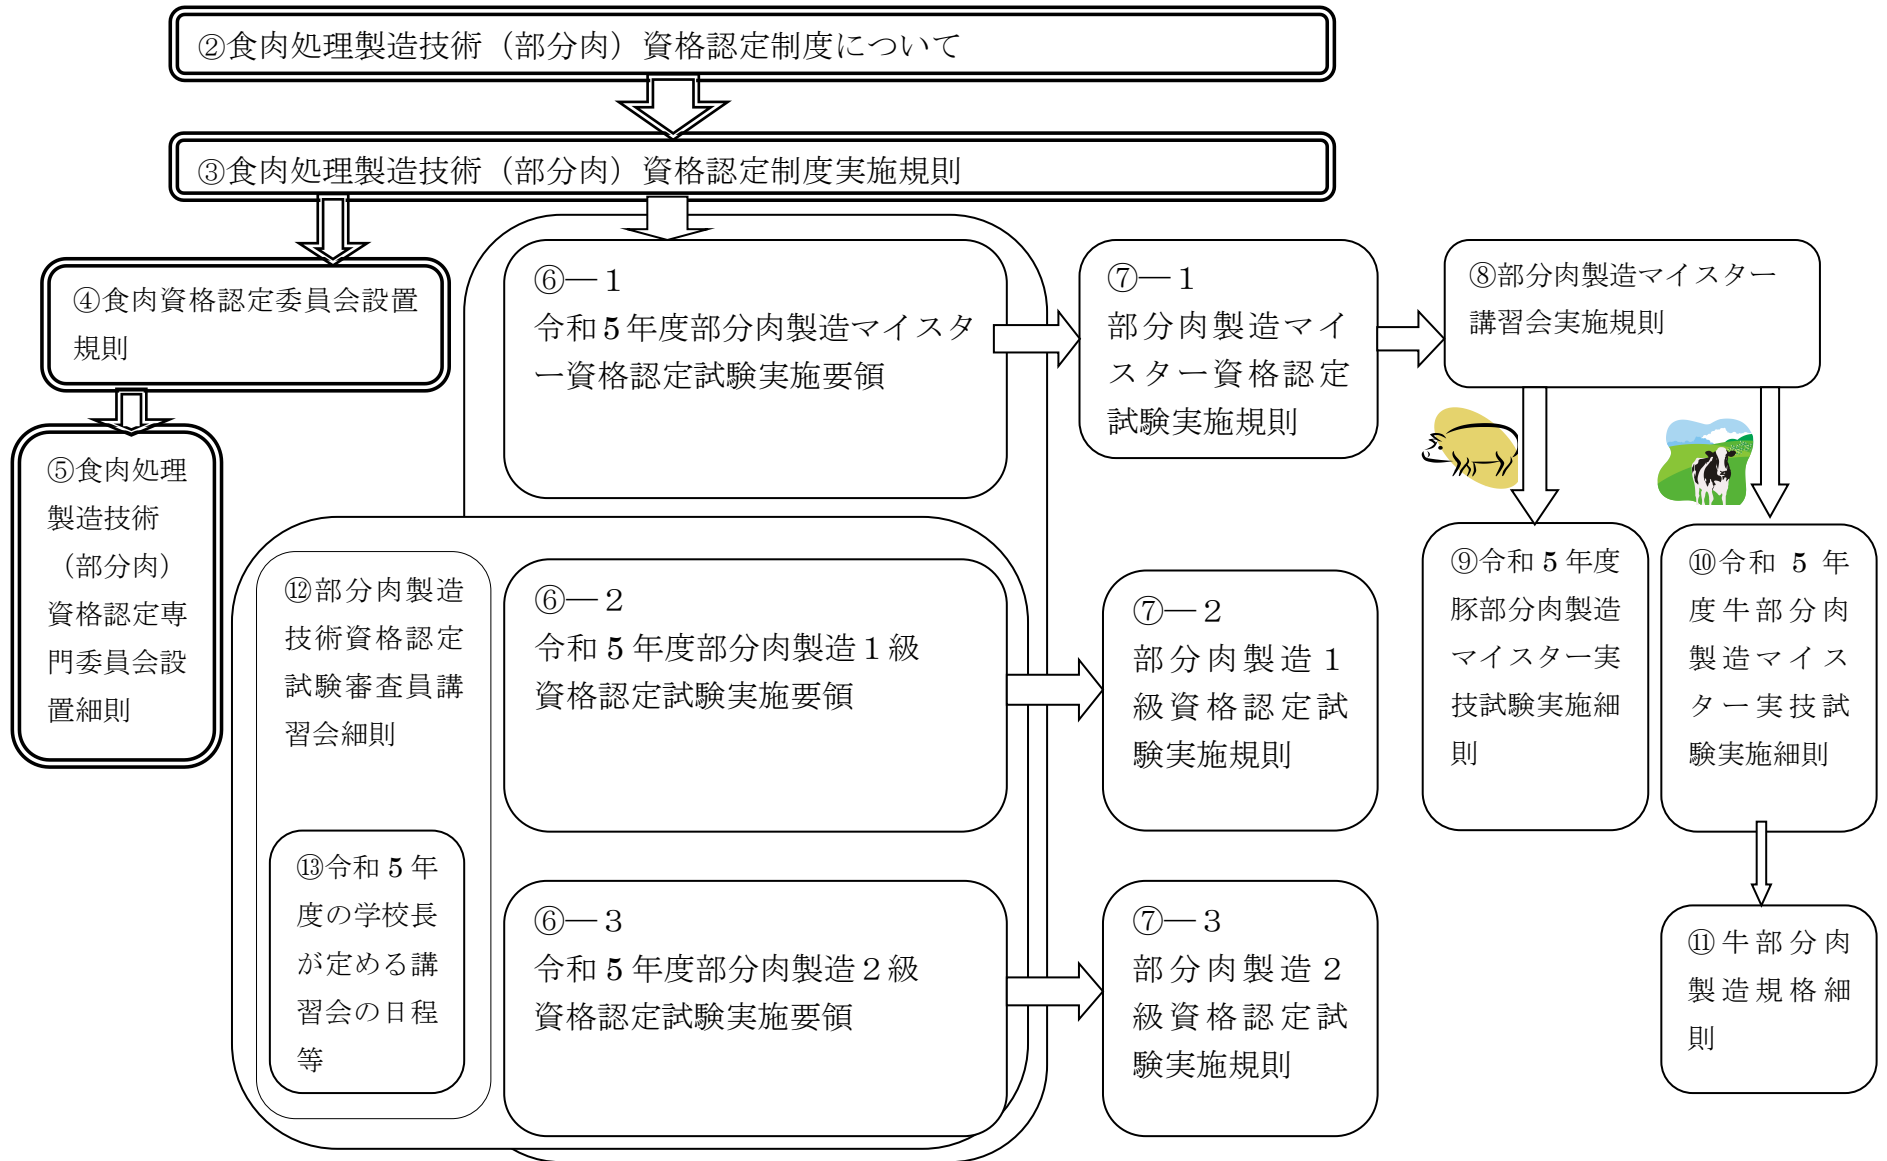 ②食肉処理製造技術（部分肉）資格認定制度について
③食肉処理製造技術（部分肉）資格認定制度実施規則
④食肉資格認定委員会設置
規則
⑤食肉処理
製造技術
（部分肉）
資格認定専
門委員会設
置細則
⑥―１
令和５年度部分肉製造マイスタ
ー資格認定試験実施要領
⑦―１
部分肉製造マイ
スター資格認定
試験実施規則
⑧部分肉製造マイスター
講習会実施規則
⑨令和５年度
豚部分肉製造
マイスター実
技試験実施細
則
⑩令和５年
度牛部分肉
製造マイス
ター実技試
験実施細則
⑪牛部分肉
製造規格細
則
⑫部分肉製造
技術資格認定
試験審査員講
習会細則
⑬令和５年
度の学校長
が定める講
習会の日程
等
⑥―２
令和５年度部分肉製造１級
資格認定試験実施要領
⑦―２
部分肉製造１
級資格認定試
験実施規則
⑥―３
令和５年度部分肉製造２級
資格認定試験実施要領
⑦―３
部分肉製造２
級資格認定試
験実施規則